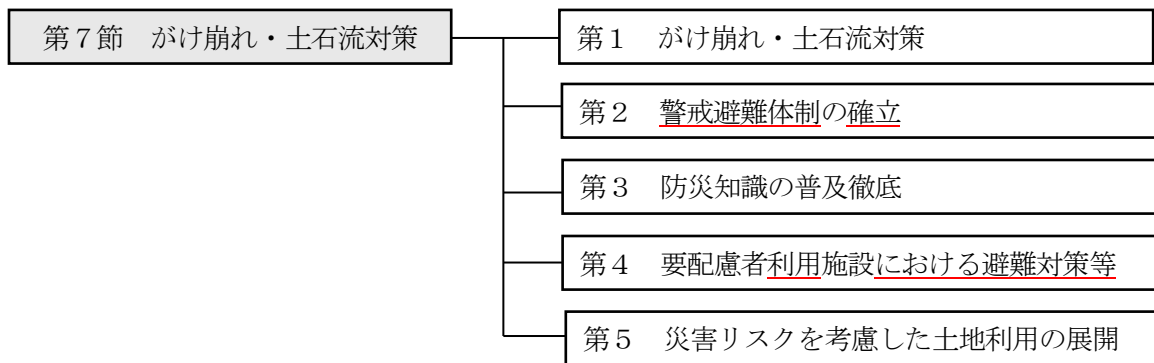 第７節　がけ崩れ・土石流対策
第１　がけ崩れ・土石流対策
第２　警戒避難体制の確立
第３　防災知識の普及徹底
第４　要配慮者利用施設における避難対策等
第５　災害リスクを考慮した土地利用の展開